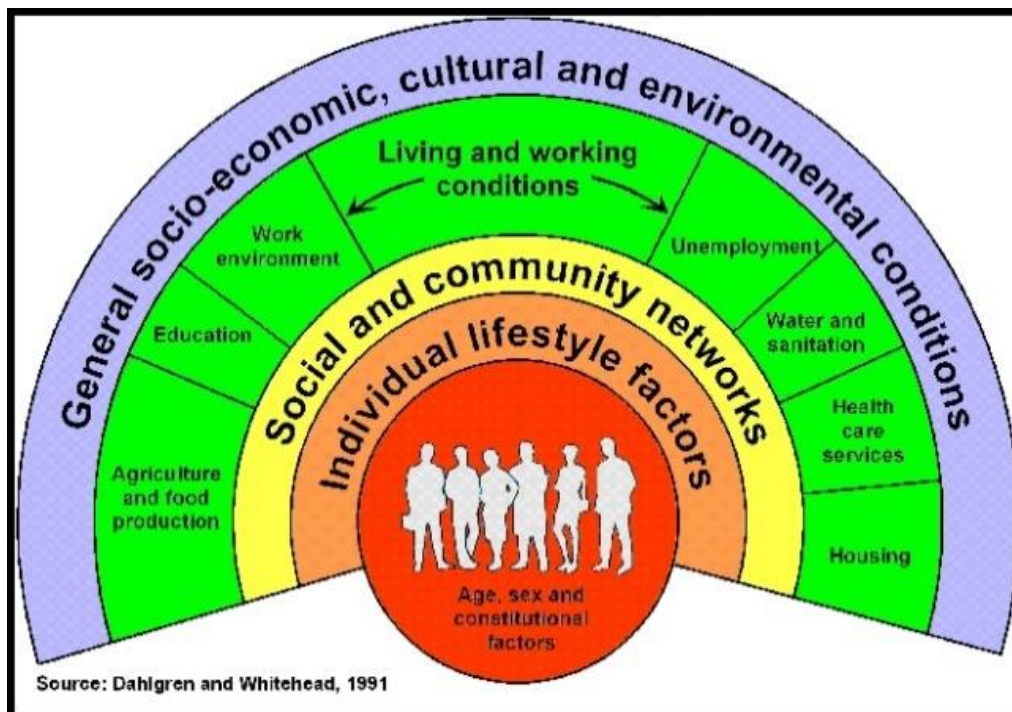 General socio-economic, cultural and environmental conditions
Living and working
conditions
Work
environment
Unemployment
Education
Water and
sanitation
Agriculture
and food
production
Health
care
services
Housing
Social and community networks
Individual lifestyle factors
Age, sex and
constitutional
factors
Source: Dahlgren and Whitehead, 1991